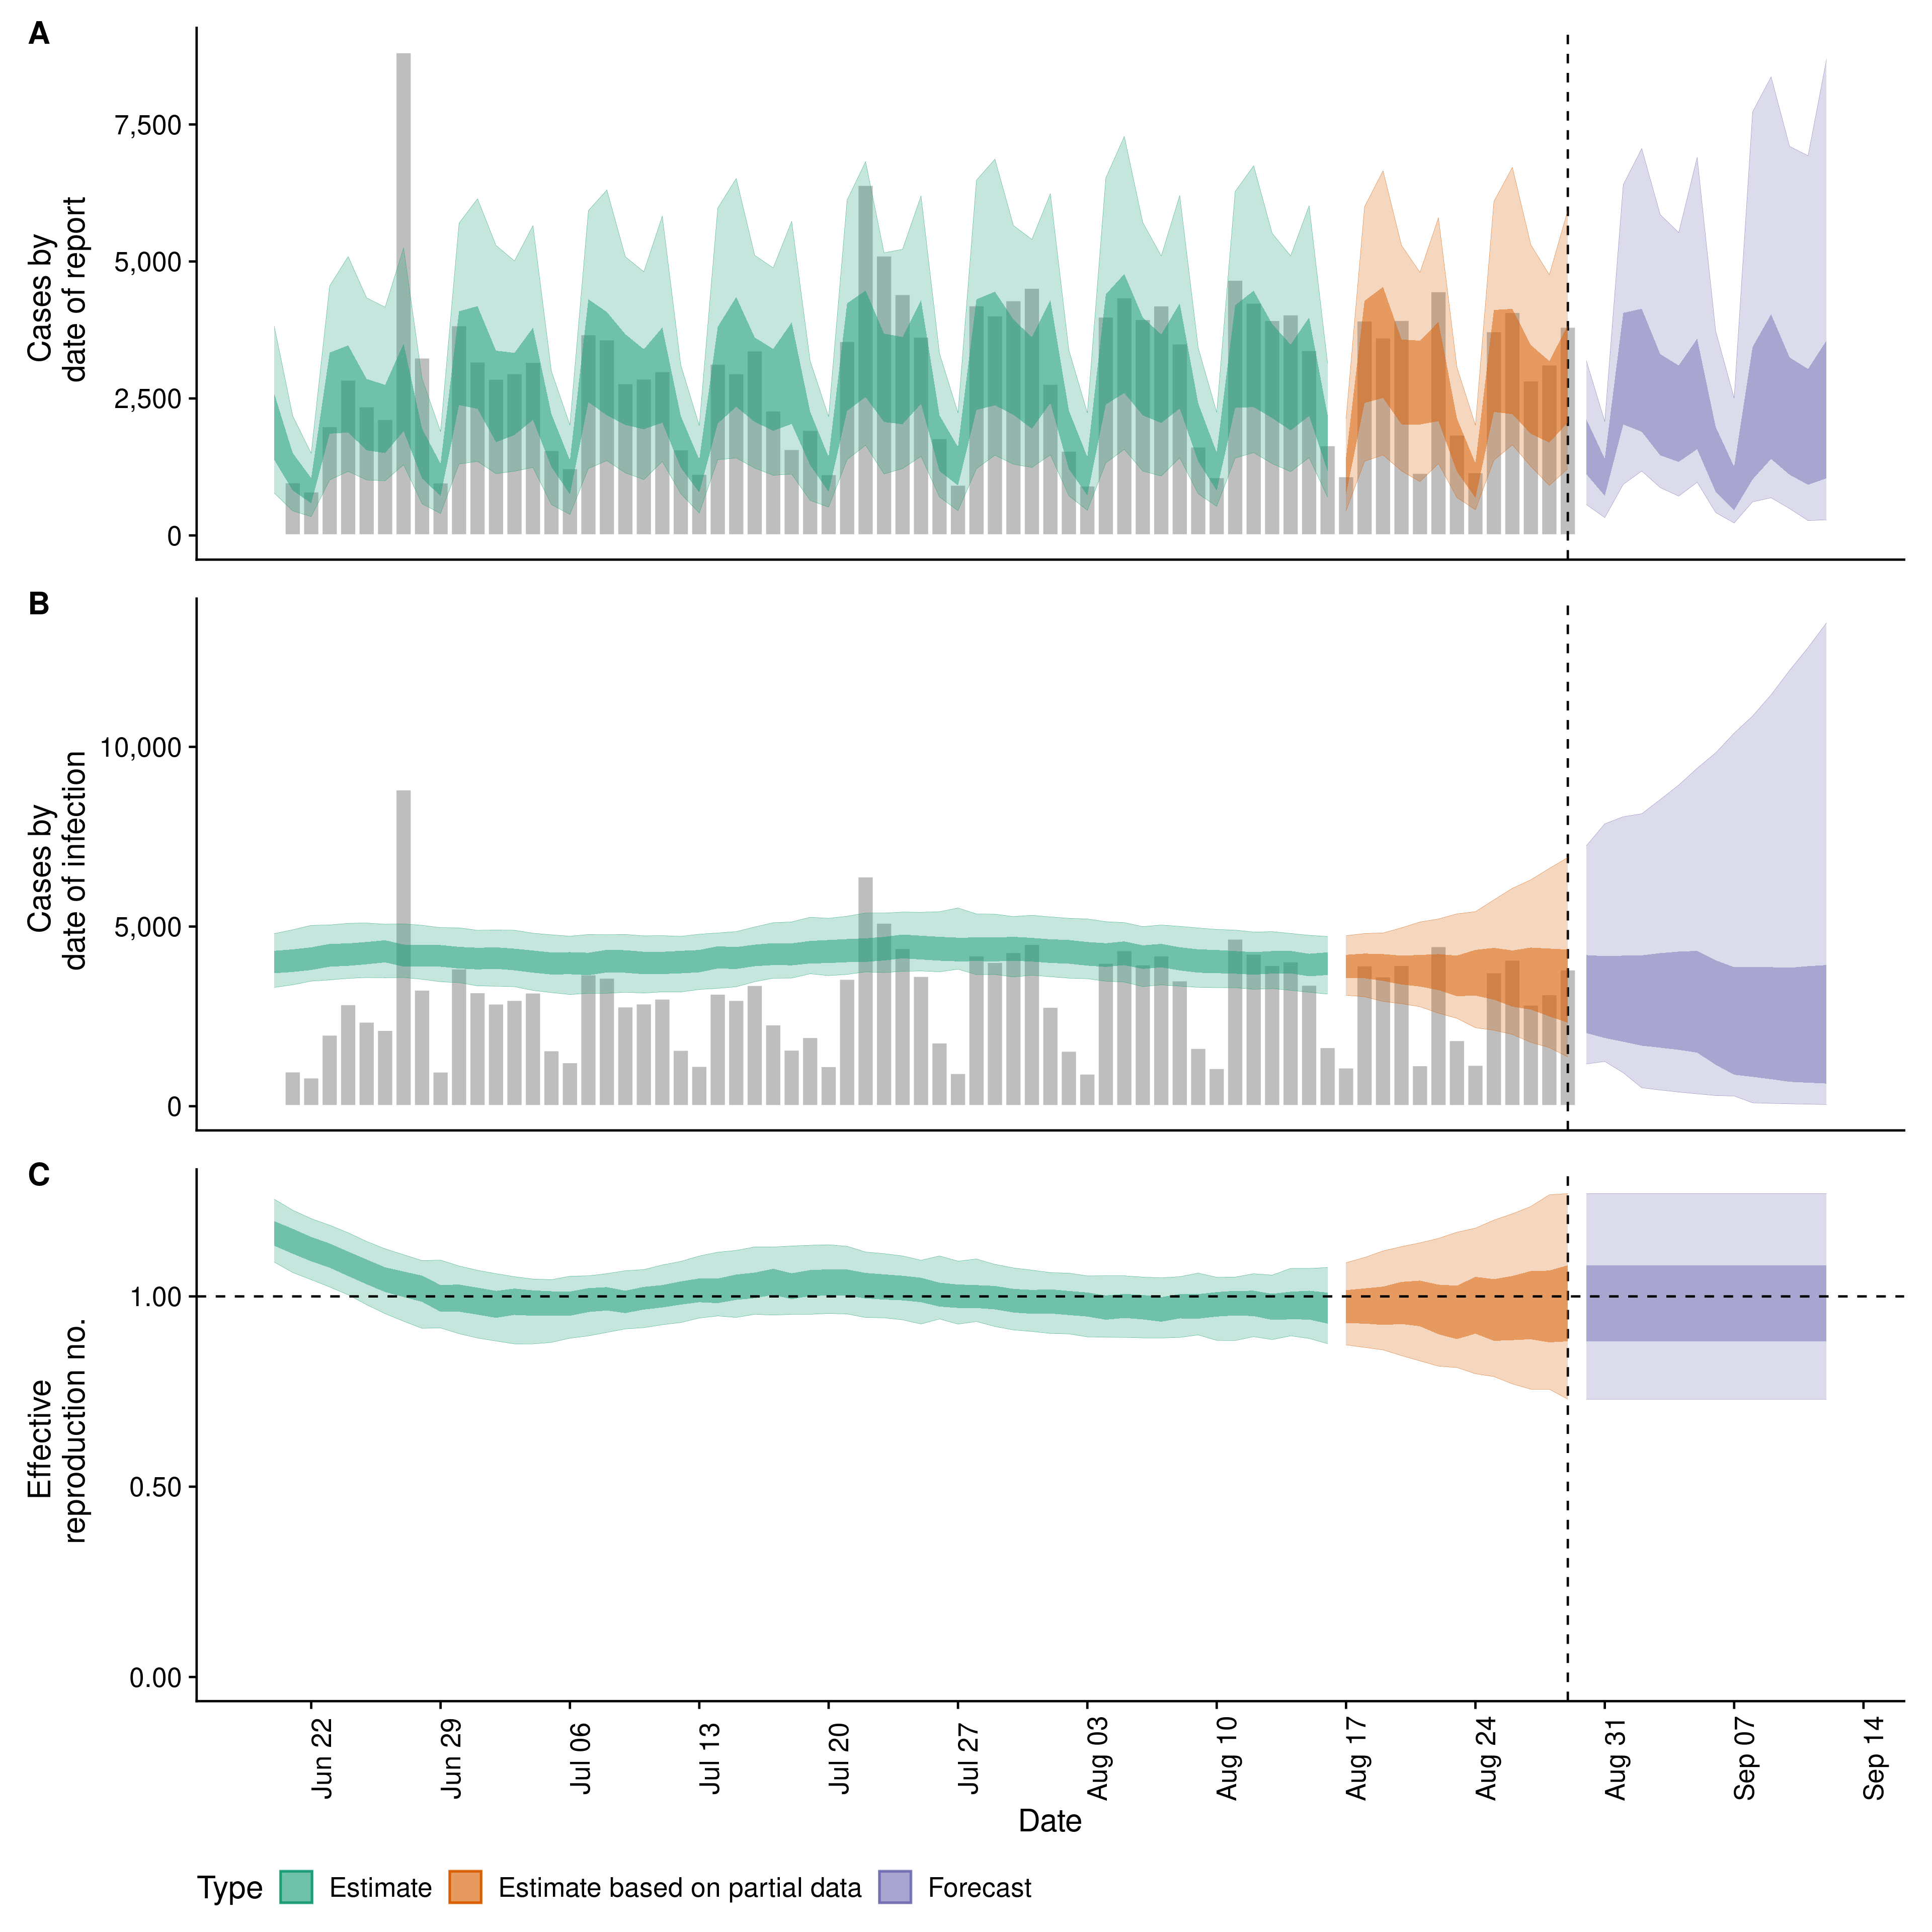 A
Cases by
date of report
7,500
5,000
2,500
0
B
Cases by
date of infection
10,000
5,000
0
C
Effective
reproduction no.
1.00
0.50
0.00
Jun 22
Jun 29
Jul 06
Jul 13
Jul 20
Jul 27
Aug 03
Aug 10
Aug 17
Aug 24
Aug 31
Sep 07
Sep 14
Date
Type Estimate Estimate based on partial data Forecast